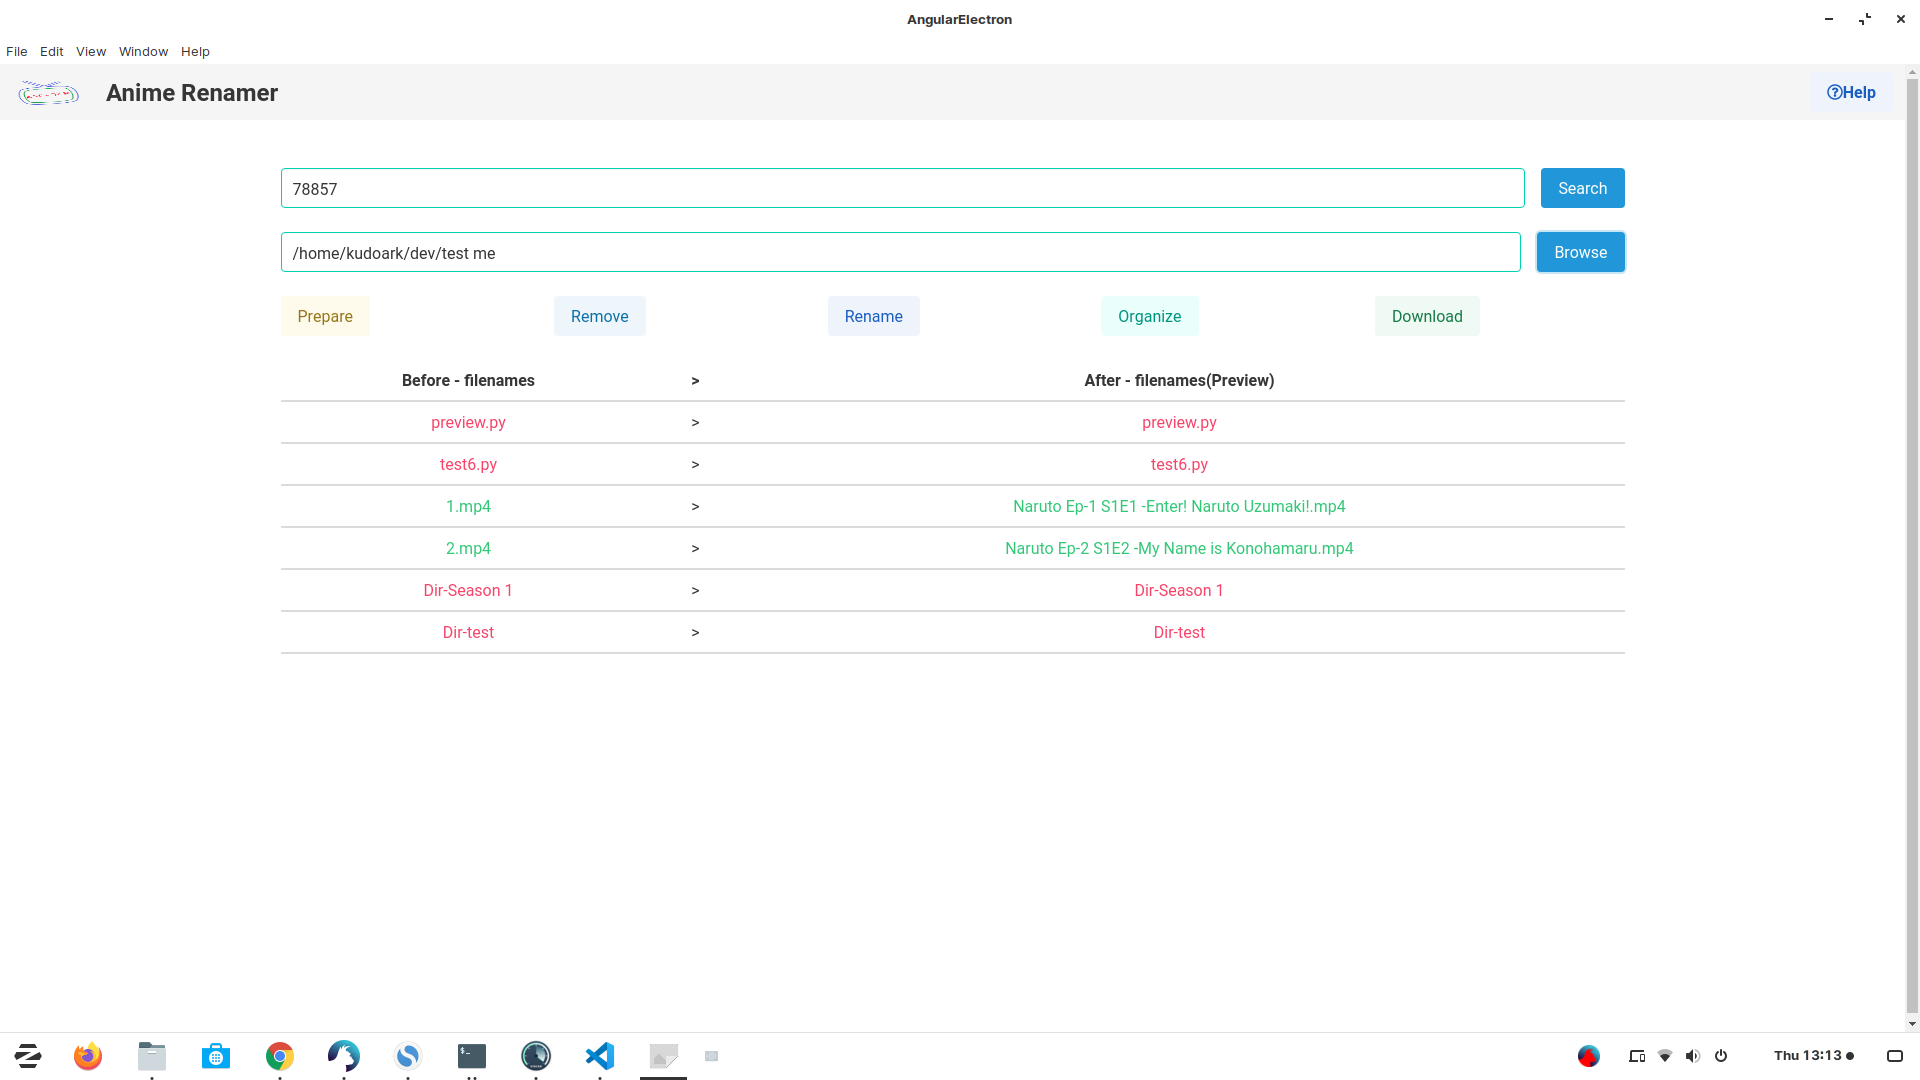 AngularElectron
File Edit View Window Help
Anime Renamer
Help
78857
Search
/home/kudoark/dev/test me
Browse
Prepare Remove Rename Organize Download
Before - filenames > After - filenames(Preview)
preview.py > preview.py
test6.py > test6.py
1.mp4 > Naruto Ep-1 S1E1 -Enter! Naruto Uzumaki!.mp4
2.mp4 > Naruto Ep-2 S1E2 -My Name is Konohamaru.mp4
Dir-Season 1 > Dir-Season 1
Dir-test > Dir-test
Thu 13:13